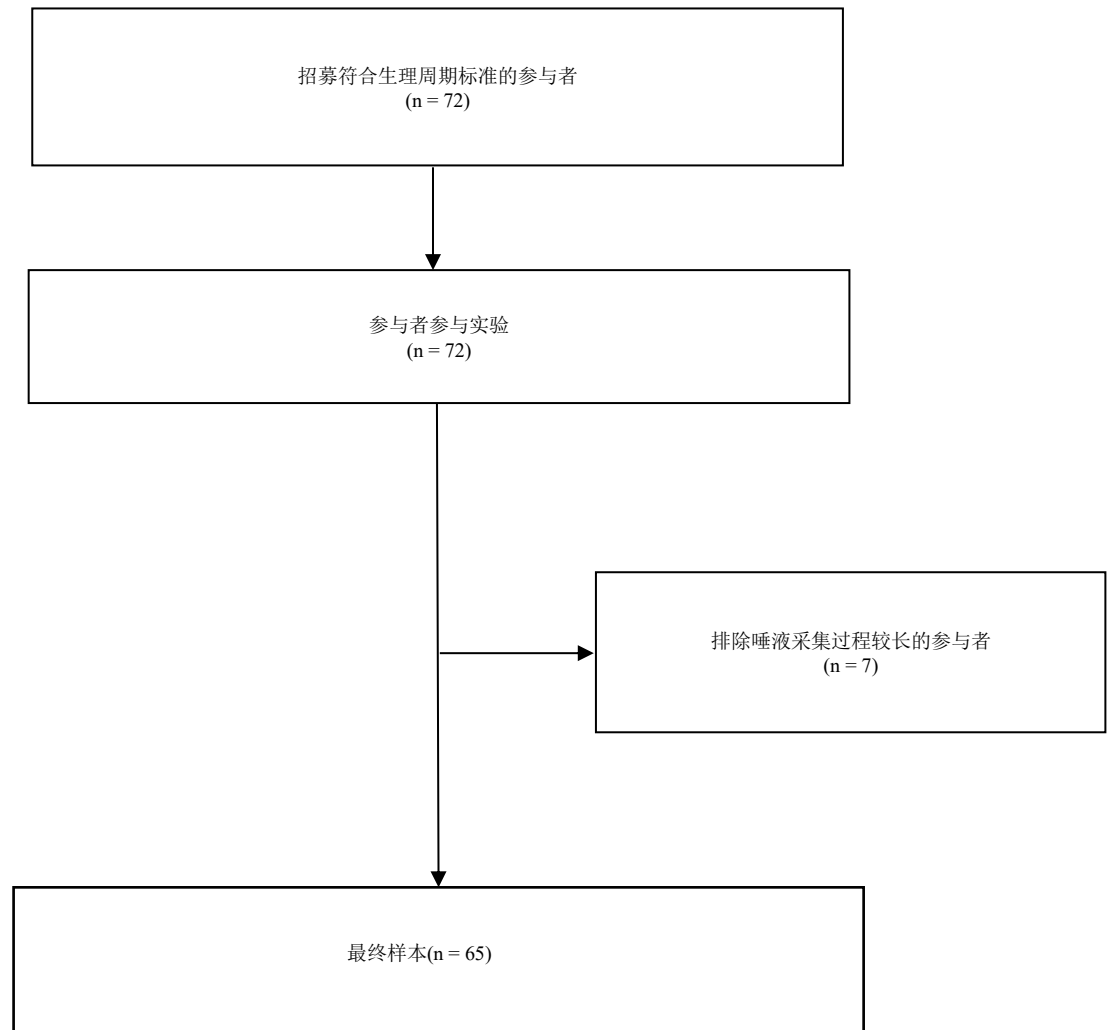 招募符合生理周期标准的参与者
(n = 72)
参与者参与实验
(n = 72)
排除唾液采集过程较长的参与者
(n = 7)
最终样本(n = 65)